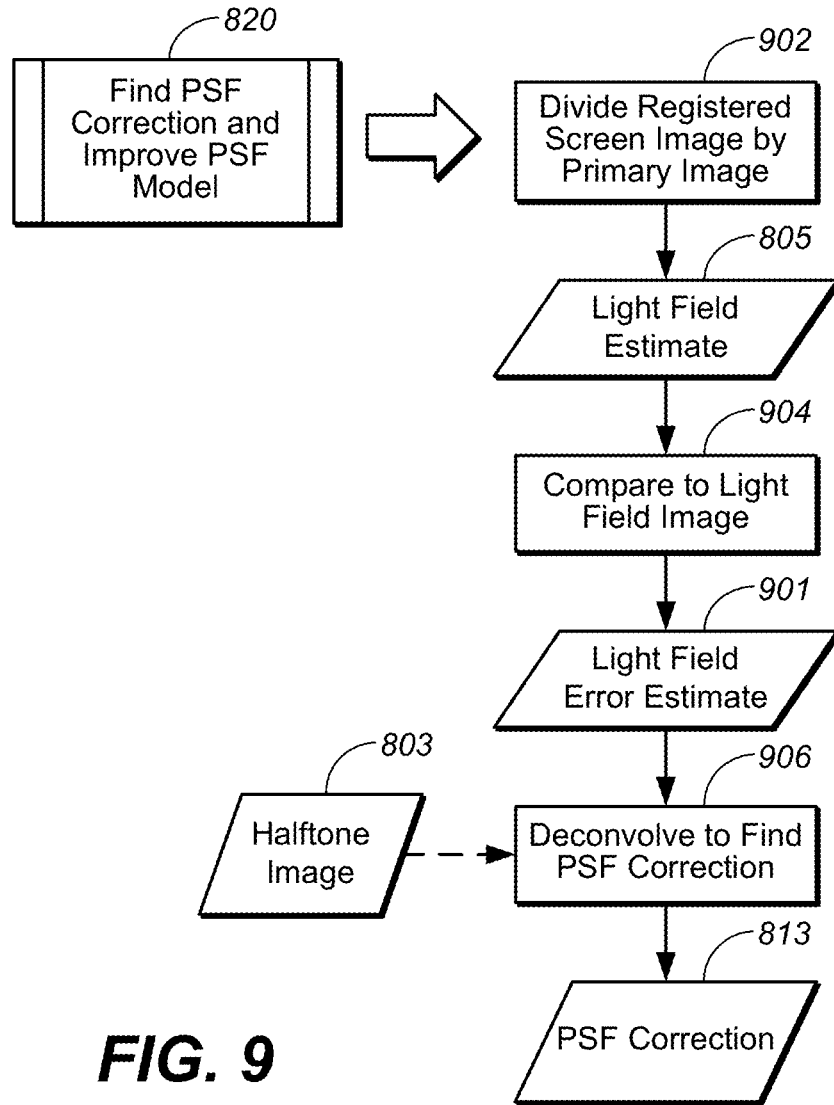 820
Find PSF
Correction and
Improve PSF
Model
902
Divide Registered
Screen Image by
Primary Image
805
Light Field
Estimate
904
Compare to Light
Field Image
901
Light Field
Error Estimate
803
Halftone
Image
906
Deconvolve to Find
PSF Correction
813
PSF Correction
FIG. 9